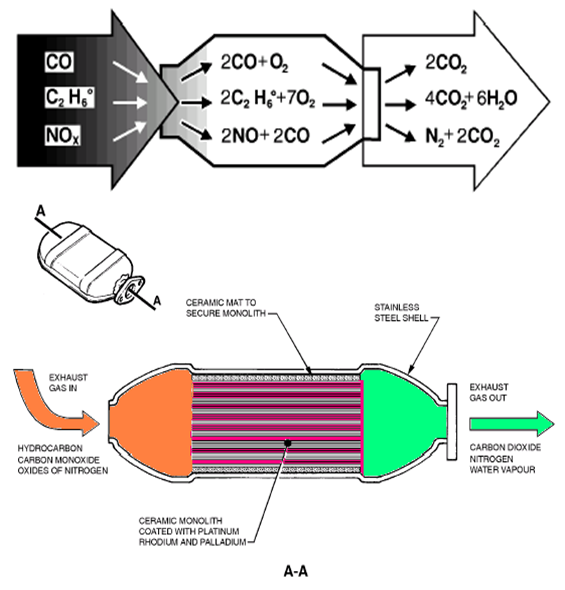 CO
2CO+O₂
2CO₂
C₂ H₆°
2C₂ H₆°+7O₂
4CO₂+6H₂O
NOₓ
2NO+2CO
N₂+2CO₂
A
A
CERAMIC MAT TO
SECURE MONOLITH
STAINLESS
STEEL SHELL
EXHAUST
GAS IN
EXHAUST
GAS OUT
HYDROCARBON
CARBON MONOXIDE
OXIDES OF NITROGEN
CARBON DIOXIDE
NITROGEN
WATER VAPOUR
CERAMIC MONOLITH
COATED WITH PLATINUM
RHODIUM AND PALLADIUM
A-A